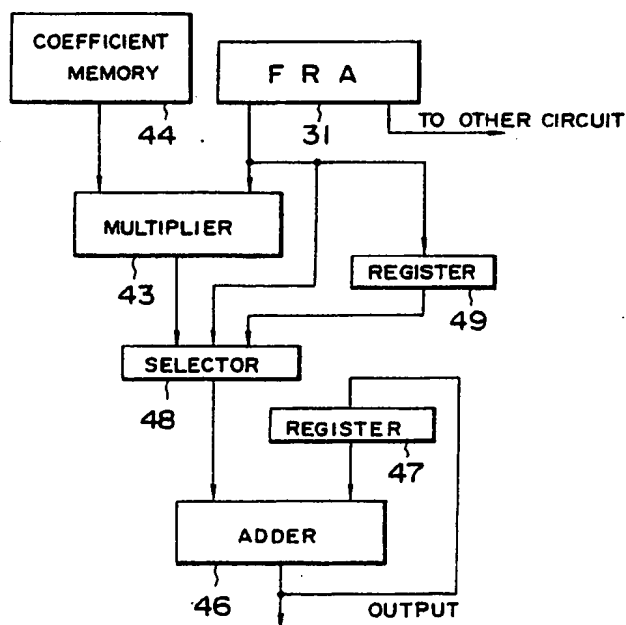 COEFFICIENT
MEMORY
44
F R A
31
TO OTHER CIRCUIT
MULTIPLIER
43
REGISTER
49
SELECTOR
48
REGISTER
47
ADDER
46
OUTPUT